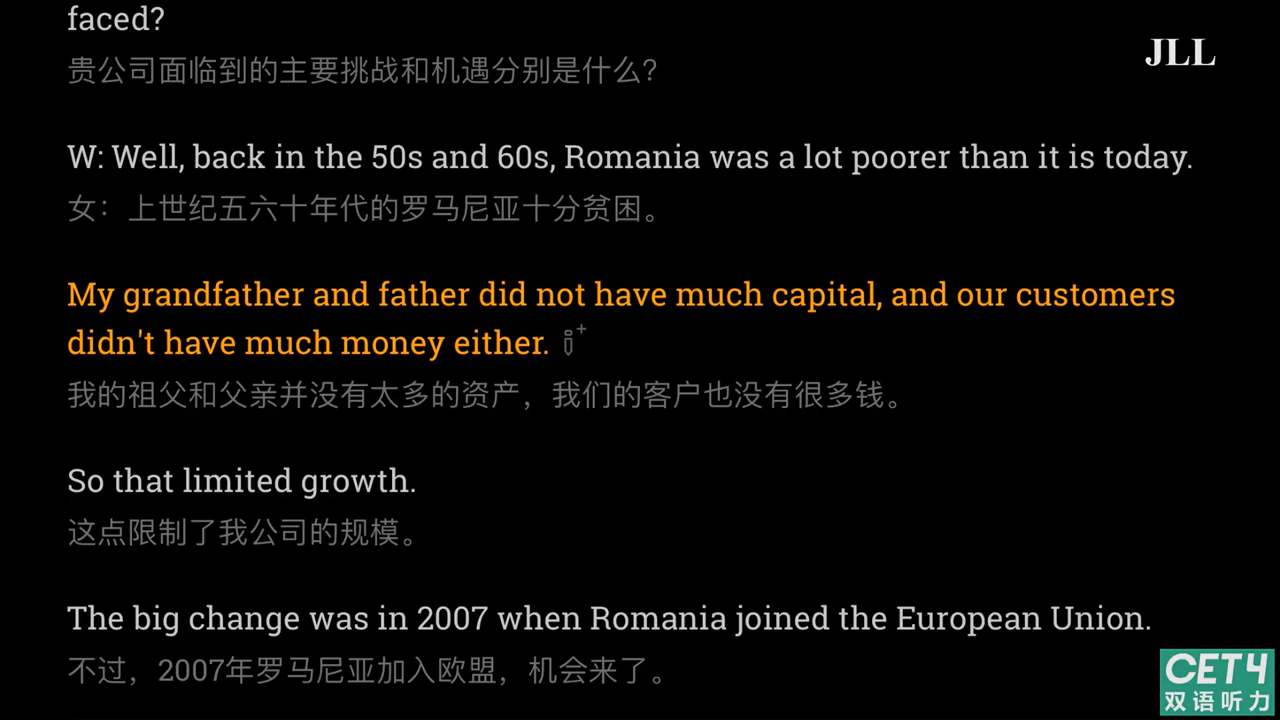 faced?
贵公司面临到的主要挑战和机遇分别是什么?
JLL
W: Well, back in the 50s and 60s, Romania was a lot poorer than it is today.
女：上世纪五六十年代的罗马尼亚十分贫困。
My grandfather and father did not have much capital, and our customers
didn't have much money either.
我的祖父和父亲并没有太多的资产，我们的客户也没有很多钱。
So that limited growth.
这点限制了我公司的规模。
The big change was in 2007 when Romania joined the European Union.
不过，2007年罗马尼亚加入欧盟，机会来了。
CET4
双语听力